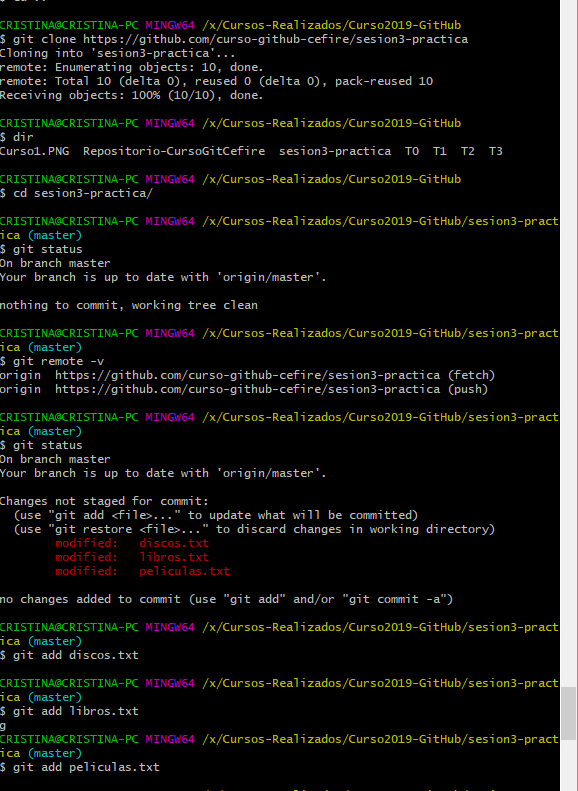 CRISTINA@CRISTINA-PC MINGW64 /x/Cursos-Realizados/Curso2019-GitHub
$ git clone https://github.com/curso-github-cefire/sesion3-practica
Cloning into 'sesion3-practica'...
remote: Enumerating objects: 10, done.
remote: Total 10 (delta 0), reused 0 (delta 0), pack-reused 10
Receiving objects: 100% (10/10), done.
CRISTINA@CRISTINA-PC MINGW64 /x/Cursos-Realizados/Curso2019-GitHub
$ dir
Curso1.PNG  Repositorio-CursoGitCefire  sesion3-practica  T0  T1  T2  T3
CRISTINA@CRISTINA-PC MINGW64 /x/Cursos-Realizados/Curso2019-GitHub
$ cd sesion3-practica/
CRISTINA@CRISTINA-PC MINGW64 /x/Cursos-Realizados/Curso2019-GitHub/sesion3-pract
ica (master)
$ git status
On branch master
Your branch is up to date with 'origin/master'.
nothing to commit, working tree clean
CRISTINA@CRISTINA-PC MINGW64 /x/Cursos-Realizados/Curso2019-GitHub/sesion3-pract
ica (master)
$ git remote -v
origin  https://github.com/curso-github-cefire/sesion3-practica (fetch)
origin  https://github.com/curso-github-cefire/sesion3-practica (push)
CRISTINA@CRISTINA-PC MINGW64 /x/Cursos-Realizados/Curso2019-GitHub/sesion3-pract
ica (master)
$ git status
On branch master
Your branch is up to date with 'origin/master'.
Changes not staged for commit:
  (use "git add <file>..." to update what will be committed)
  (use "git restore <file>..." to discard changes in working directory)
        modified:   discos.txt
        modified:   libros.txt
        modified:   peliculas.txt
no changes added to commit (use "git add" and/or "git commit -a")
CRISTINA@CRISTINA-PC MINGW64 /x/Cursos-Realizados/Curso2019-GitHub/sesion3-pract
ica (master)
$ git add discos.txt
CRISTINA@CRISTINA-PC MINGW64 /x/Cursos-Realizados/Curso2019-GitHub/sesion3-pract
ica (master)
$ git add libros.txt
g
CRISTINA@CRISTINA-PC MINGW64 /x/Cursos-Realizados/Curso2019-GitHub/sesion3-pract
ica (master)
$ git add peliculas.txt